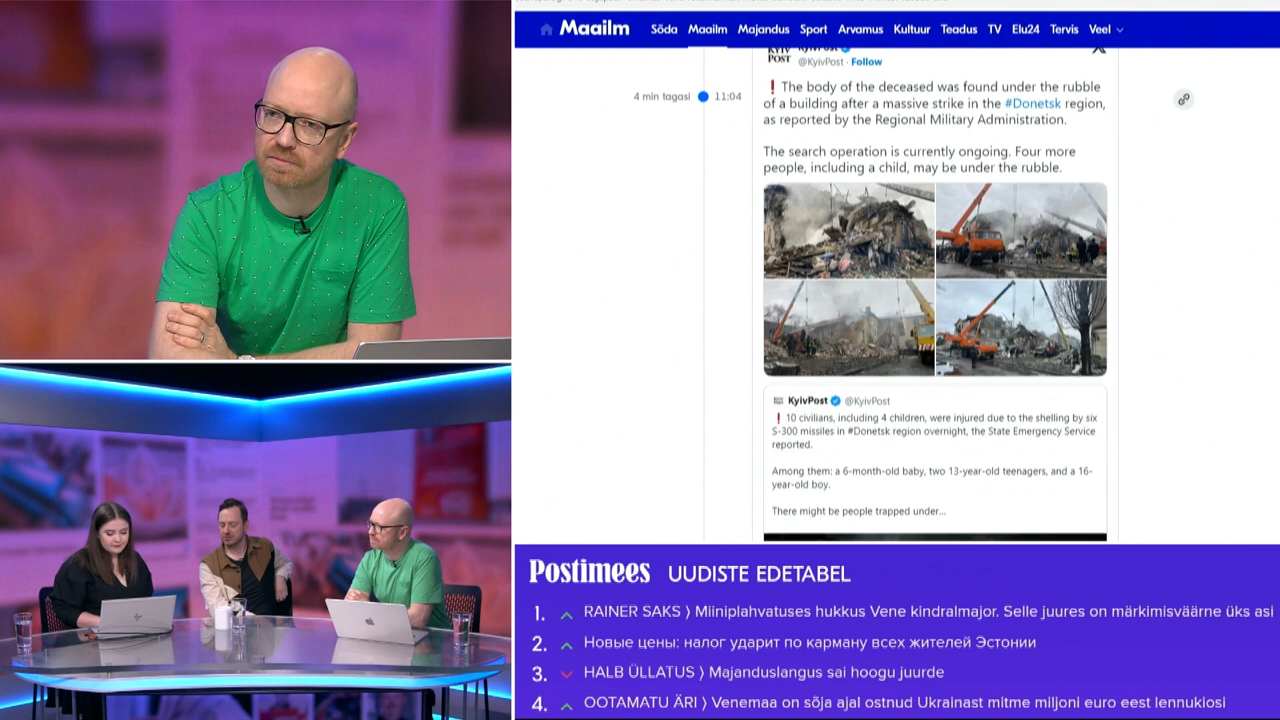 Maailm Sõda Maailm Majandus Sport Arvamus Kultuur Teadus TV Elu24 Tervis Veel
KYIV POST KyivPost
@KyivPost · Follow
4 min tagasi 11:04
❗The body of the deceased was found under the rubble
of a building after a massive strike in the #Donetsk region,
as reported by the Regional Military Administration.
The search operation is currently ongoing. Four more
people, including a child, may be under the rubble.
KyivPost @KyivPost
❗10 civilians, including 4 children, were injured due to the shelling by six
S-300 missiles in #Donetsk region overnight, the State Emergency Service
reported.
Among them: a 6-month-old baby, two 13-year-old teenagers, and a 16-
year-old boy.
There might be people trapped under...
Postimees UUDISTE EDETABEL
1. RAINER SAKS ⟩ Miiniplahvatuses hukkus Vene kindralmajor. Selle juures on märkimisväärne üks asi
2. Новые цены: налог ударит по карману всех жителей Эстонии
3. HALB ÜLLATUS ⟩ Majanduslangus sai hoogu juurde
4. OOTAMATU ÄRI ⟩ Venemaa on sõja ajal ostnud Ukrainast mitme miljoni euro eest lennukiosi